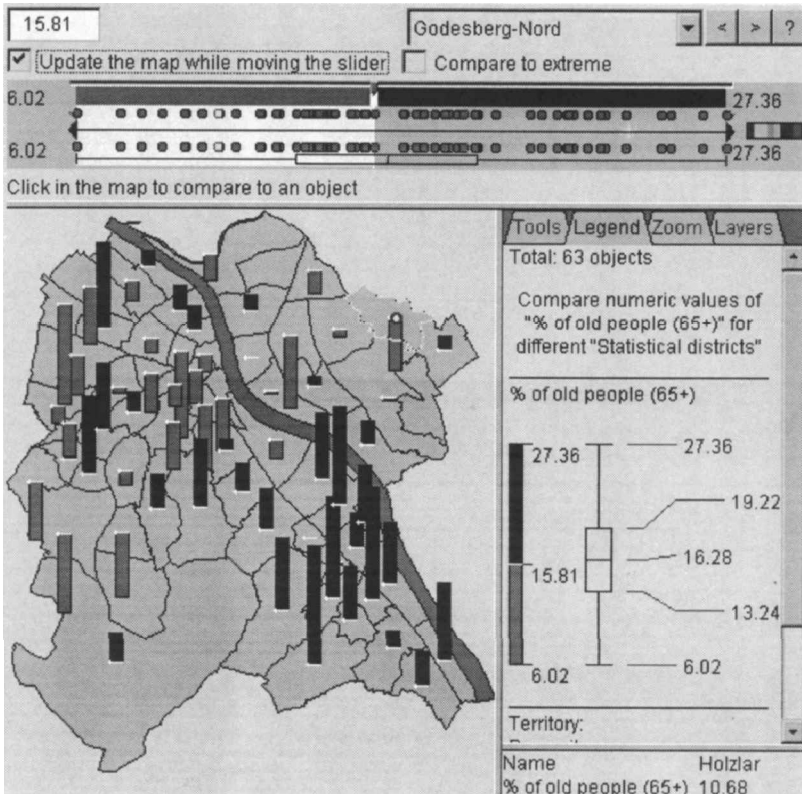 15.81
Godesberg-Nord
< > ?
Update the map while moving the slider
Compare to extreme
6.02
27.36
6.02
27.36
Click in the map to compare to an object
Tools Legend Zoom Layers
Total: 63 objects
Compare numeric values of
"% of old people (65+)" for
different "Statistical districts"
% of old people (65+)
27.36
27.36
19.22
16.28
15.81
13.24
6.02
6.02
Territory:
Name Holzlar
% of old people (65+) 10.68